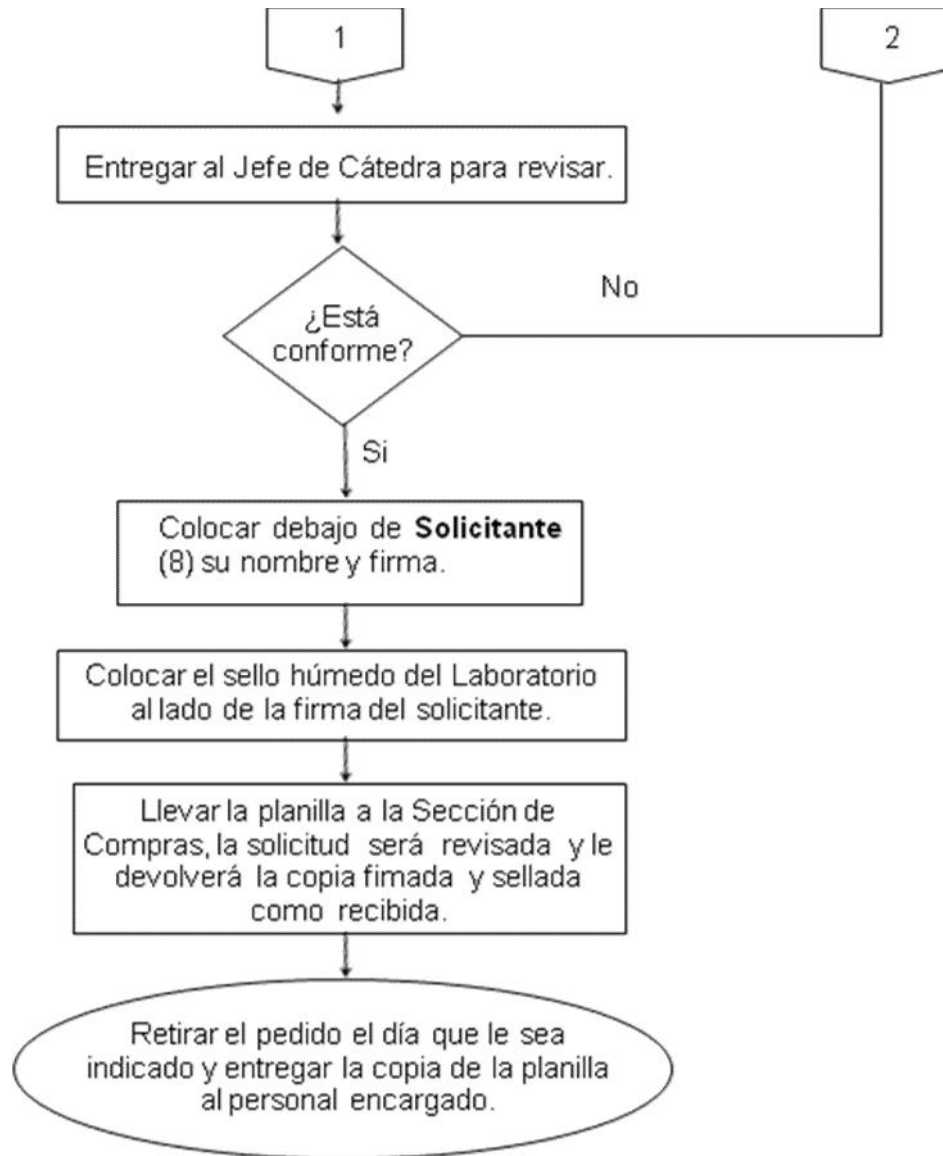 1
2
Entregar al Jefe de Cátedra para revisar.
No
¿Está
conforme?
Si
Colocar debajo de Solicitante
(8) su nombre y firma.
Colocar el sello húmedo del Laboratorio
al lado de la firma del solicitante.
Llevar la planilla a la Sección de
Compras, la solicitud será revisada y le
devolverá la copia fimada y sellada
como recibida.
Retirar el pedido el día que le sea
indicado y entregar la copia de la planilla
al personal encargado.